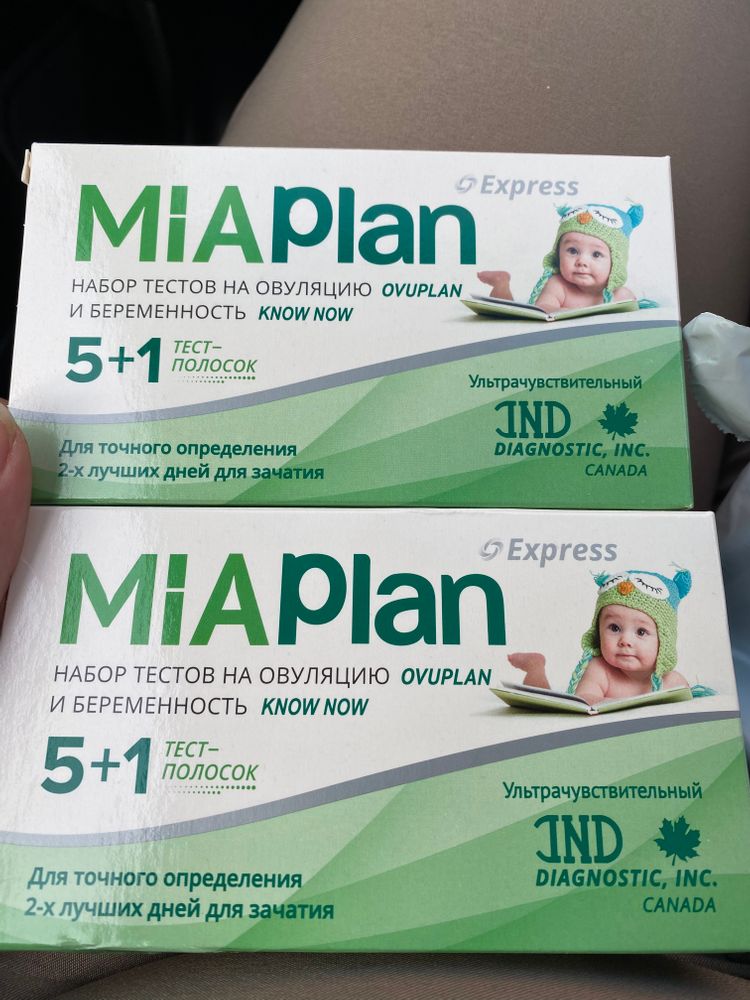 MiAPlan
Express
НАБОР ТЕСТОВ НА ОВУЛЯЦИЮ OVUPLAN
И БЕРЕМЕННОСТЬ KNOW NOW
5+1 ТЕСТ–
ПОЛОСОК
Ультрачувствительный
IND
DIAGNOSTIC, INC.
CANADA
Для точного определения
2-х лучших дней для зачатия
MiAPlan
Express
НАБОР ТЕСТОВ НА ОВУЛЯЦИЮ OVUPLAN
И БЕРЕМЕННОСТЬ KNOW NOW
5+1 ТЕСТ–
ПОЛОСОК
Ультрачувствительный
IND
DIAGNOSTIC, INC.
CANADA
Для точного определения
2-х лучших дней для зачатия